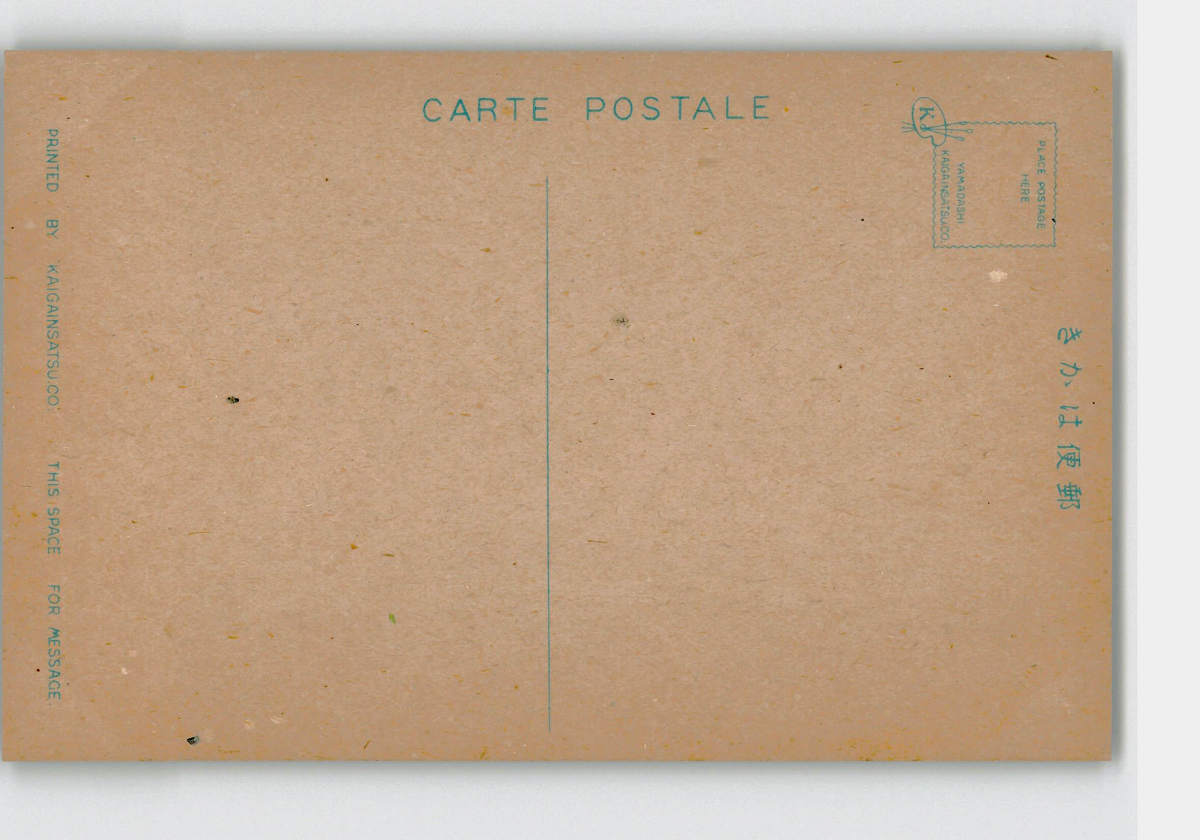 CARTE POSTALE
K
PLACE POSTAGE
HERE
YAMADASHI
KAIGAINSATSU.CO.
きかは便郵
PRINTED BY KAIGAINSATSU.CO. THIS SPACE FOR MESSAGE.